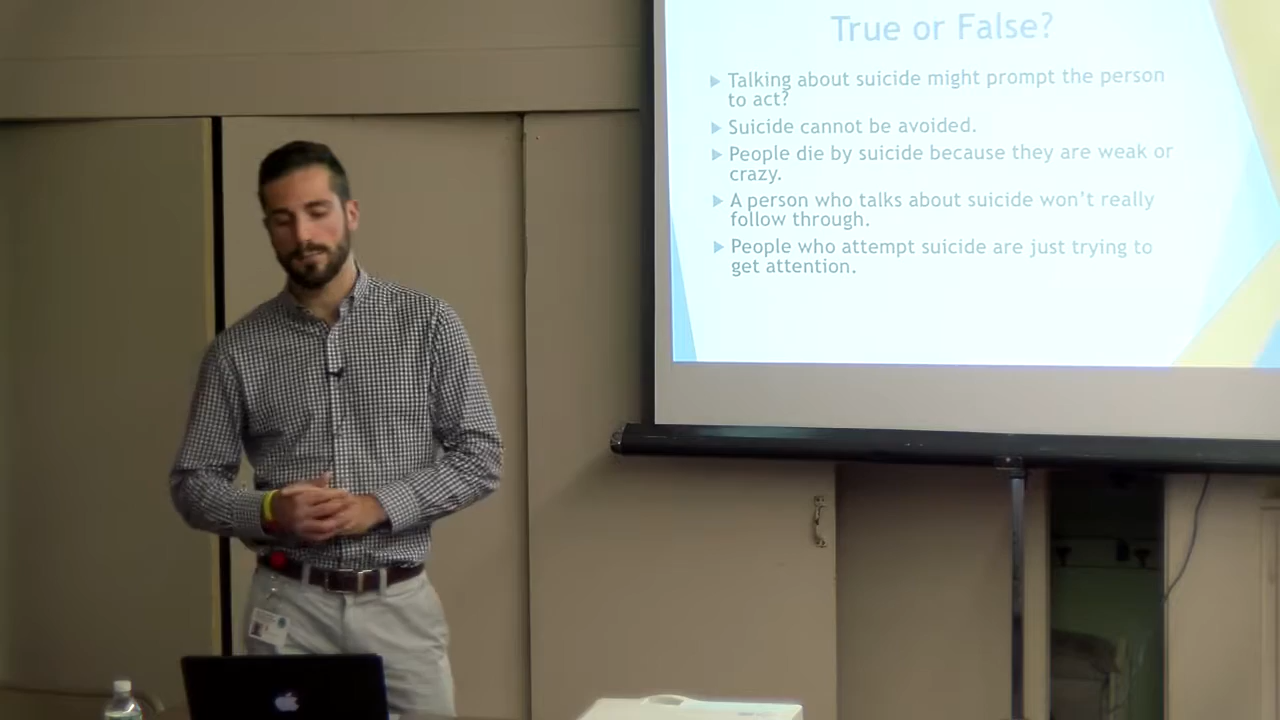 True or False?
Talking about suicide might prompt the person
to act?
Suicide cannot be avoided.
People die by suicide because they are weak or
crazy.
A person who talks about suicide won't really
follow through.
People who attempt suicide are just trying to
get attention.